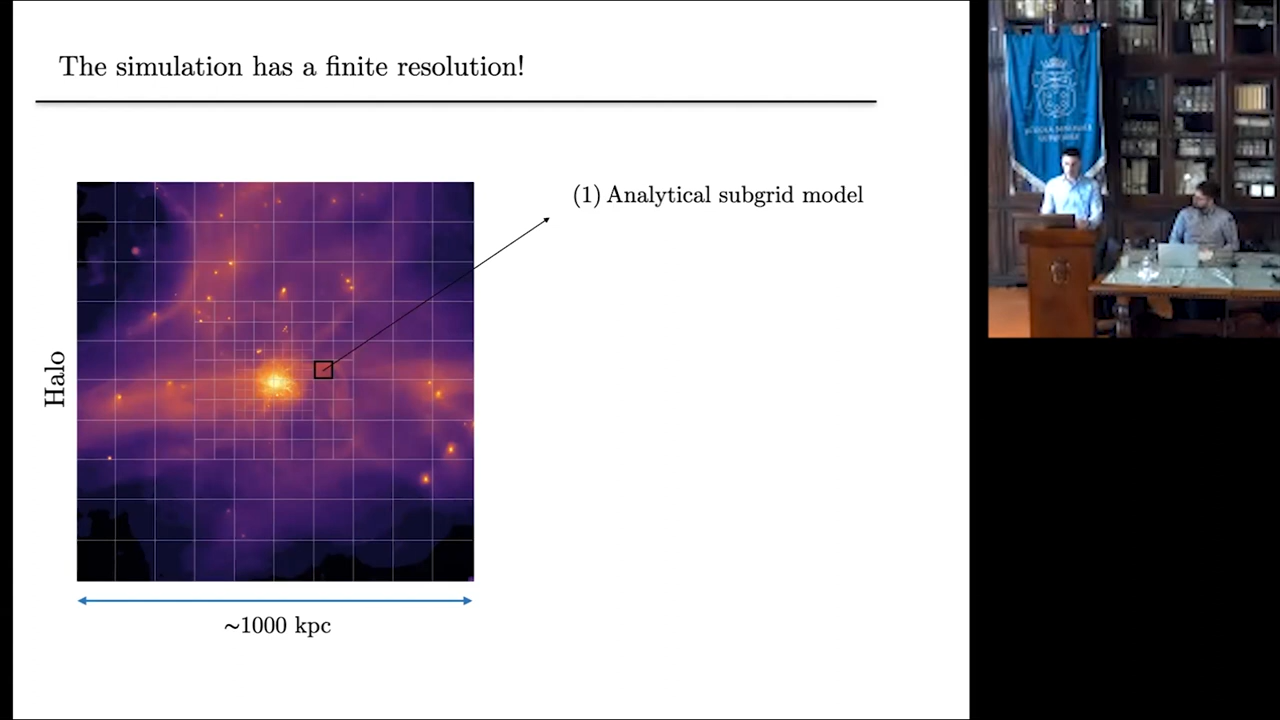 The simulation has a finite resolution!
(1) Analytical subgrid model
Halo
~1000 kpc